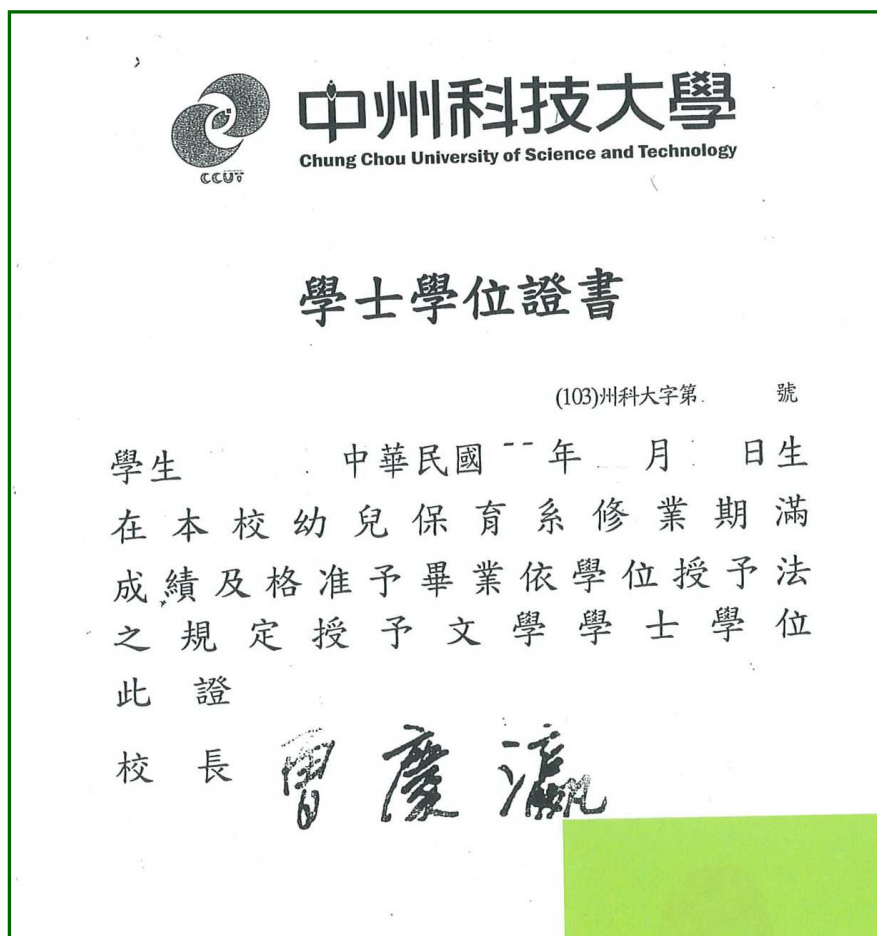 中州科技大學
Chung Chou University of Science and Technology
CCUT
學士學位證書
(103)州科大字第 號
學生 中華民國 年 月 日生
在本校幼兒保育系修業期滿
成績及格准予畢業依學位授予法
之規定授予文學學士學位
此證
校長 曾慶瀛